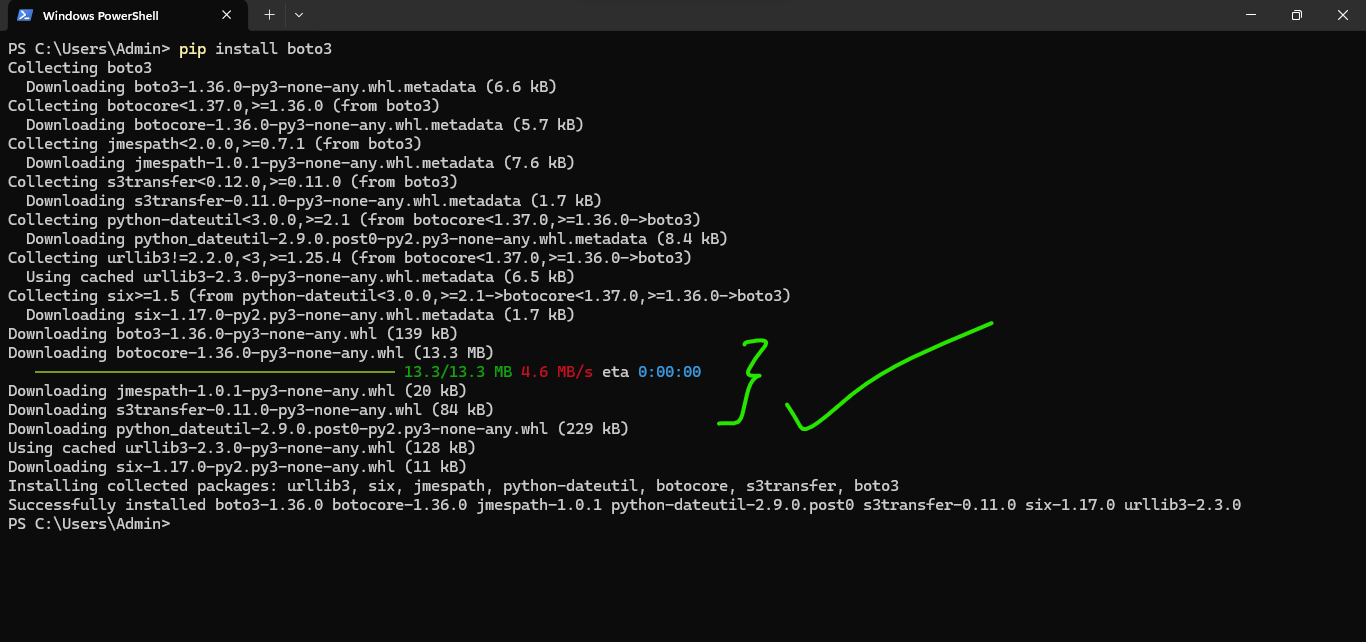 Windows PowerShell
PS C:\Users\Admin> pip install boto3
Collecting boto3
  Downloading boto3-1.36.0-py3-none-any.whl.metadata (6.6 kB)
Collecting botocore<1.37.0,>=1.36.0 (from boto3)
  Downloading botocore-1.36.0-py3-none-any.whl.metadata (5.7 kB)
Collecting jmespath<2.0.0,>=0.7.1 (from boto3)
  Downloading jmespath-1.0.1-py3-none-any.whl.metadata (7.6 kB)
Collecting s3transfer<0.12.0,>=0.11.0 (from boto3)
  Downloading s3transfer-0.11.0-py3-none-any.whl.metadata (1.7 kB)
Collecting python-dateutil<3.0.0,>=2.1 (from botocore<1.37.0,>=1.36.0->boto3)
  Downloading python_dateutil-2.9.0.post0-py2.py3-none-any.whl.metadata (8.4 kB)
Collecting urllib3!=2.2.0,<3,>=1.25.4 (from botocore<1.37.0,>=1.36.0->boto3)
  Using cached urllib3-2.3.0-py3-none-any.whl.metadata (6.5 kB)
Collecting six>=1.5 (from python-dateutil<3.0.0,>=2.1->botocore<1.37.0,>=1.36.0->boto3)
  Downloading six-1.17.0-py2.py3-none-any.whl.metadata (1.7 kB)
Downloading boto3-1.36.0-py3-none-any.whl (139 kB)
Downloading botocore-1.36.0-py3-none-any.whl (13.3 MB)
13.3/13.3 MB 4.6 MB/s eta 0:00:00
Downloading jmespath-1.0.1-py3-none-any.whl (20 kB)
Downloading s3transfer-0.11.0-py3-none-any.whl (84 kB)
Downloading python_dateutil-2.9.0.post0-py2.py3-none-any.whl (229 kB)
Using cached urllib3-2.3.0-py3-none-any.whl (128 kB)
Downloading six-1.17.0-py2.py3-none-any.whl (11 kB)
Installing collected packages: urllib3, six, jmespath, python-dateutil, botocore, s3transfer, boto3
Successfully installed boto3-1.36.0 botocore-1.36.0 jmespath-1.0.1 python-dateutil-2.9.0.post0 s3transfer-0.11.0 six-1.17.0 urllib3-2.3.0
PS C:\Users\Admin>